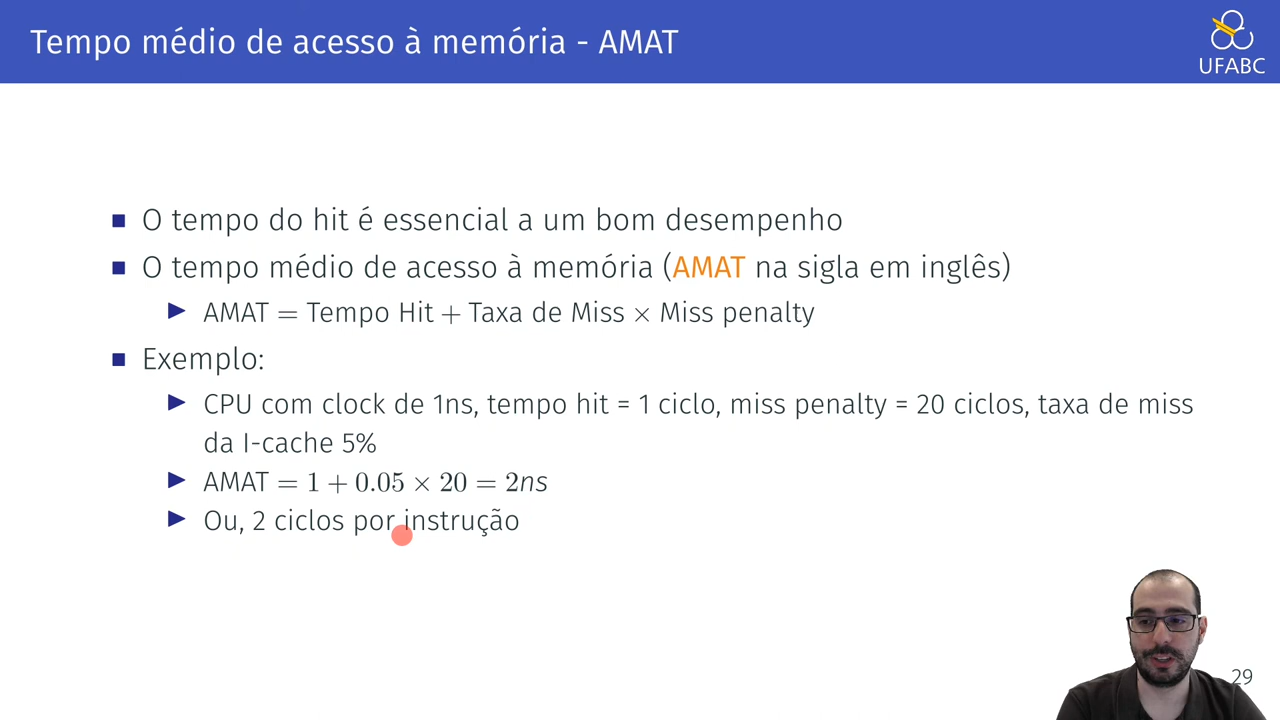 Tempo médio de acesso à memória - AMAT
UFABC
O tempo do hit é essencial a um bom desempenho
O tempo médio de acesso à memória (AMAT na sigla em inglês)
AMAT = Tempo Hit + Taxa de Miss × Miss penalty
Exemplo:
CPU com clock de 1ns, tempo hit = 1 ciclo, miss penalty = 20 ciclos, taxa de miss
da I-cache 5%
AMAT = 1 + 0.05 × 20 = 2ns
Ou, 2 ciclos por instrução
29